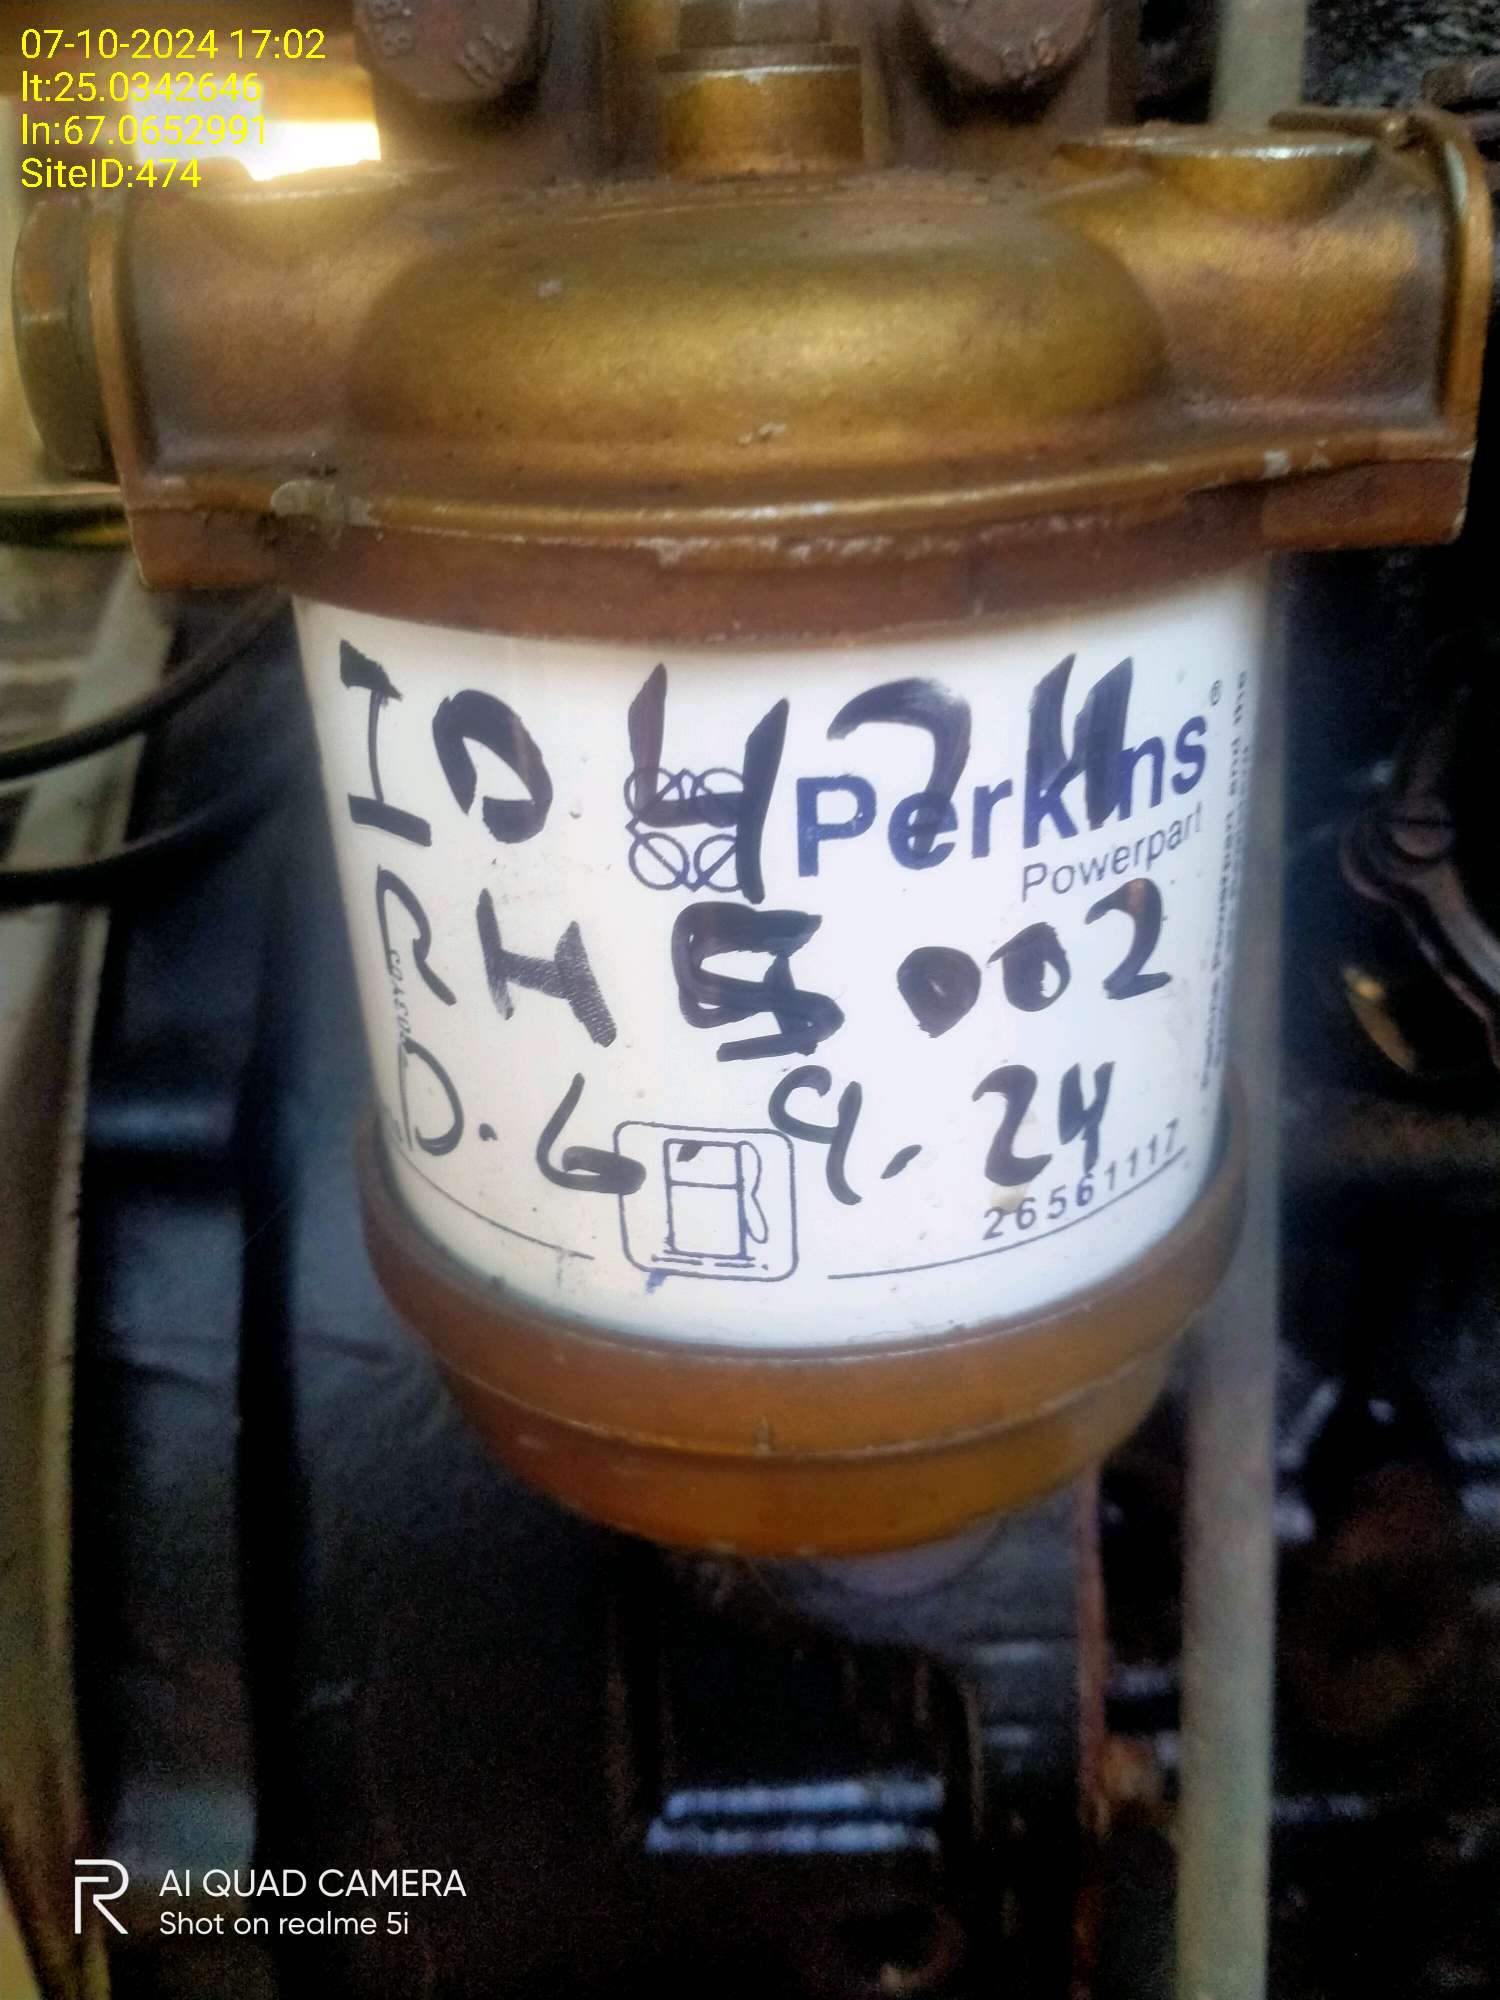 07-10-2024 17:02
lt:25.0342646
ln:67.0652991
SiteID:474
ID 474
Perkins®
Powerpart
RH 5002
D. 6 9. 24
26561117
AI QUAD CAMERA
Shot on realme 5i